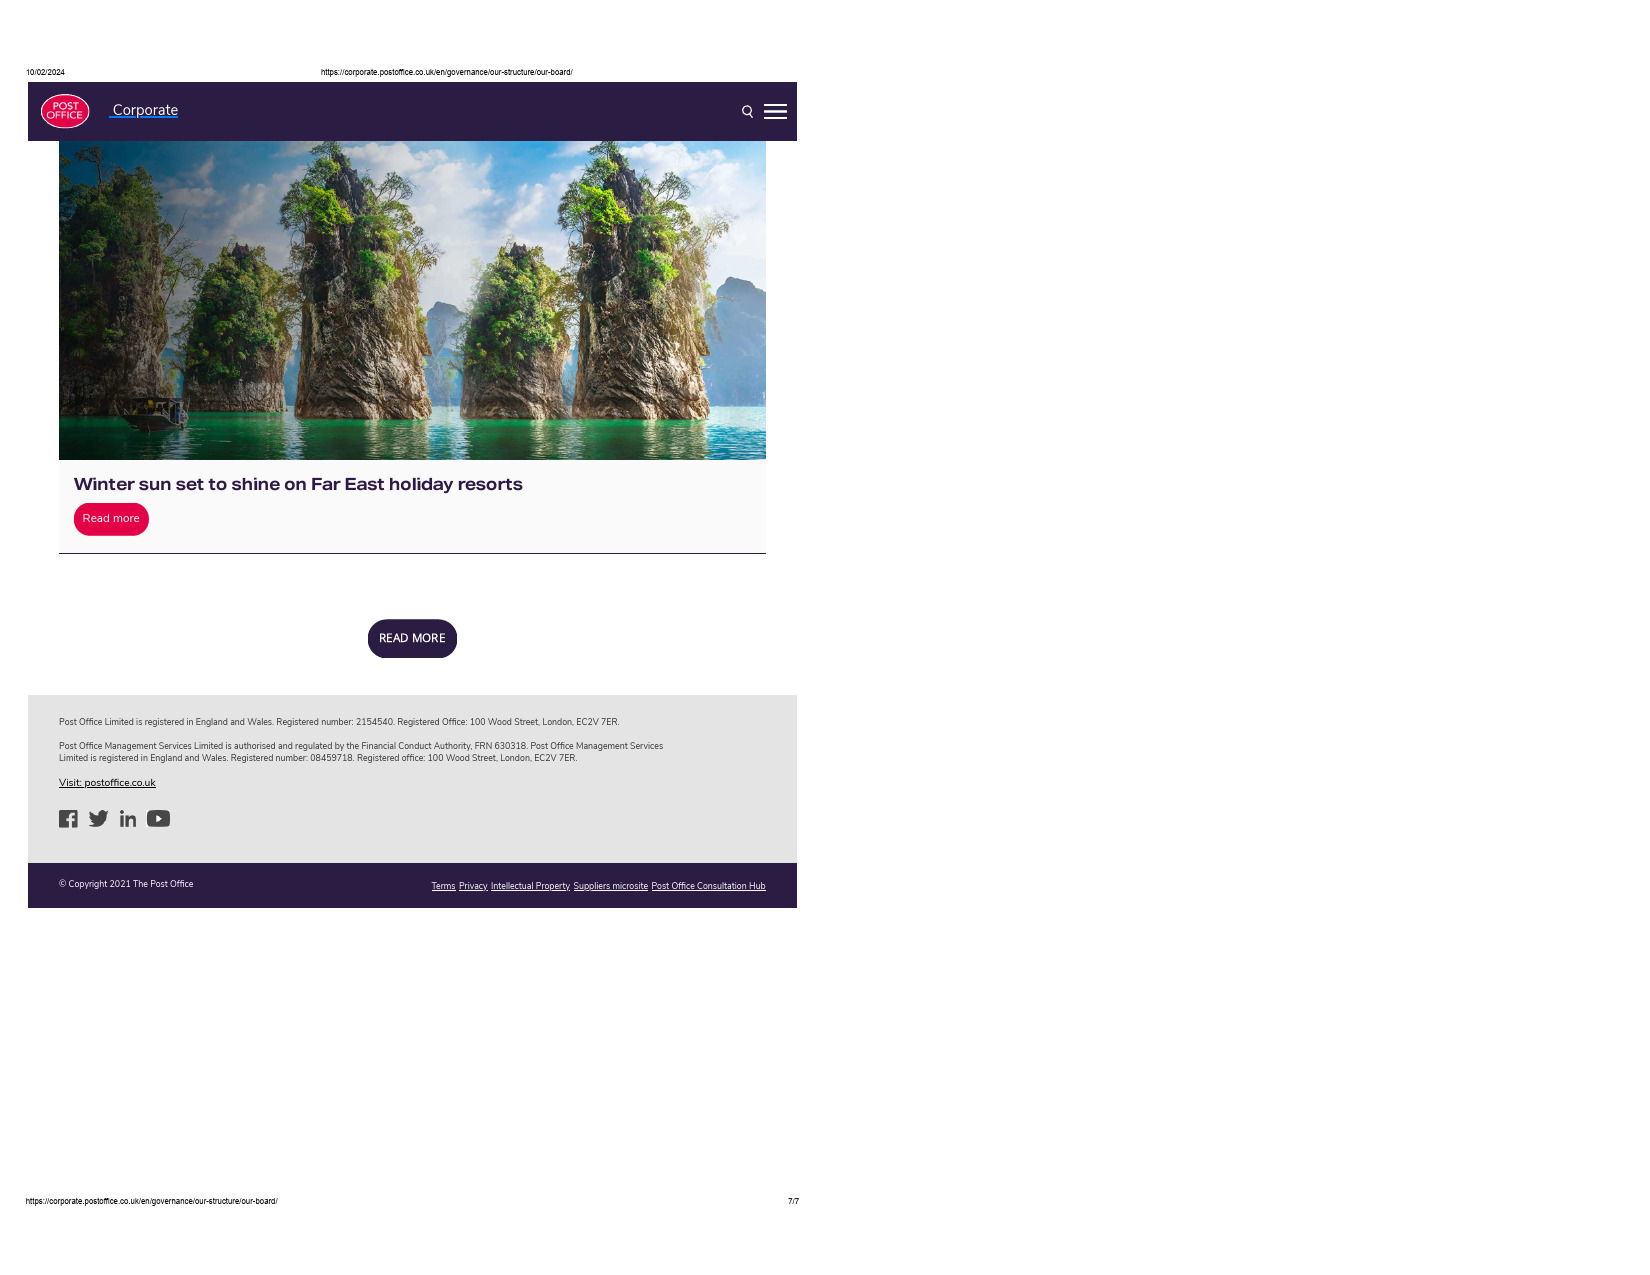 10/02/2024 https://corporate.postoffice.co.uk/en/governance/our-structure/our-board/
POST
OFFICE
Corporate
Winter sun set to shine on Far East holiday resorts
Read more
READ MORE
Post Office Limited is registered in England and Wales. Registered number: 2154540. Registered Office: 100 Wood Street, London, EC2V 7ER.
Post Office Management Services Limited is authorised and regulated by the Financial Conduct Authority, FRN 630318. Post Office Management Services
Limited is registered in England and Wales. Registered number: 08459718. Registered office: 100 Wood Street, London, EC2V 7ER.
Visit: postoffice.co.uk
© Copyright 2021 The Post Office
Terms Privacy Intellectual Property Suppliers microsite Post Office Consultation Hub
https://corporate.postoffice.co.uk/en/governance/our-structure/our-board/ 7/7